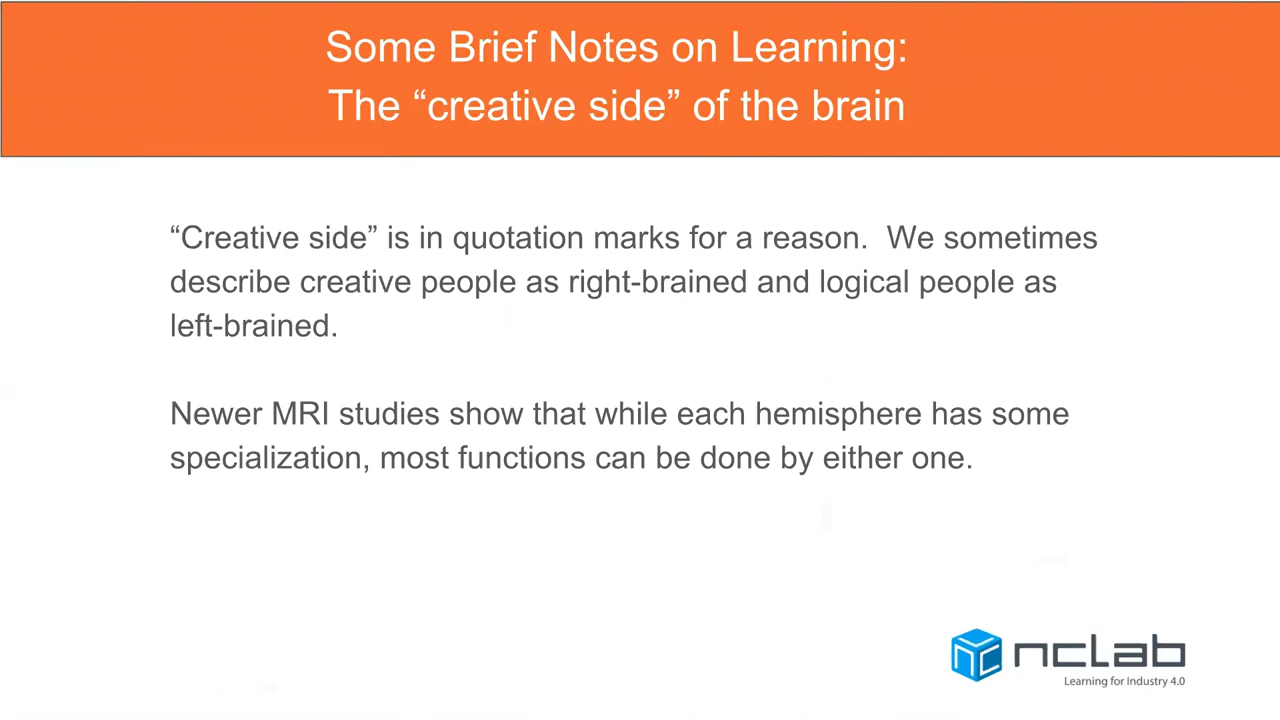 Some Brief Notes on Learning:
The “creative side” of the brain
“Creative side” is in quotation marks for a reason.  We sometimes
describe creative people as right-brained and logical people as
left-brained.
Newer MRI studies show that while each hemisphere has some
specialization, most functions can be done by either one.
nclab
Learning for Industry 4.0